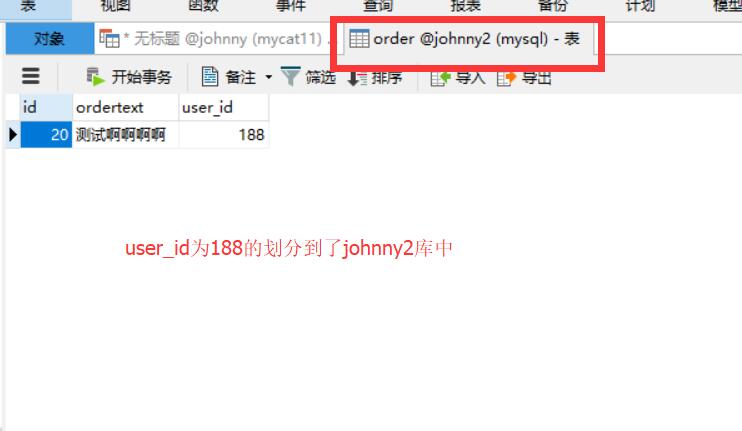 表 视图 函数 事件 查询 报表 备份 计划 模型
对象 * 无标题 @johnny (mycat11) ... order @johnny2 (mysql) - 表
开始事务 备注 筛选 排序 导入 导出
id ordertext user_id
20 测试啊啊啊啊 188
user_id为188的划分到了johnny2库中